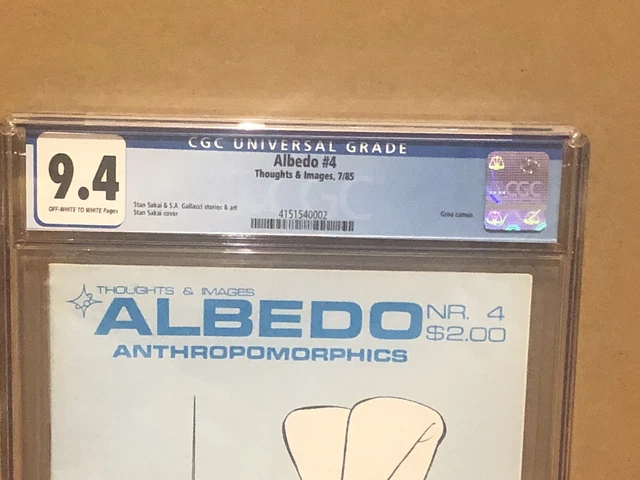 CGC UNIVERSAL GRADE
9.4
OFF-WHITE TO WHITE Pages
Albedo #4
Thoughts & Images, 7/85
Stan Sakai & S.A. Gallacci stories & art
Stan Sakai cover
4151540002
Groo cameo
CGC
THOUGHTS & IMAGES
ALBEDO
NR. 4
$2.00
ANTHROPOMORPHICS